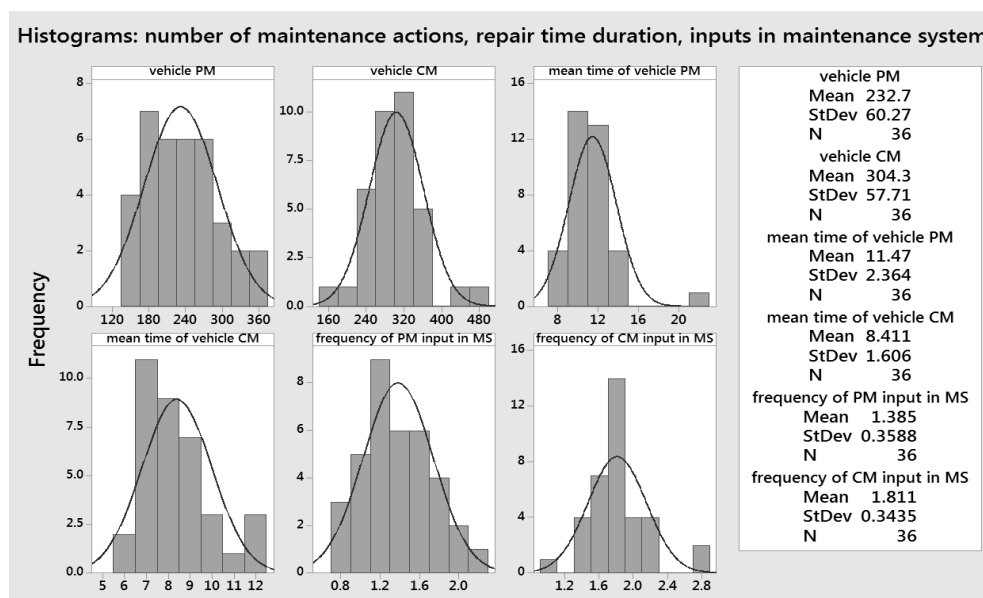 Histograms: number of maintenance actions, repair time duration, inputs in maintenance system
vehicle PM
vehicle CM
mean time of vehicle PM
8
6
4
2
0
10.0
7.5
5.0
2.5
0.0
16
12
8
4
0
120 180 240 300 360
160 240 320 400 480
8 12 16 20
Frequency
mean time of vehicle CM
frequency of PM input in MS
frequency of CM input in MS
10.0
7.5
5.0
2.5
0.0
8
6
4
2
0
16
12
8
4
0
5 6 7 8 9 10 11 12
0.8 1.2 1.6 2.0
1.2 1.6 2.0 2.4 2.8
vehicle PM
Mean 232.7
StDev 60.27
N 36
vehicle CM
Mean 304.3
StDev 57.71
N 36
mean time of vehicle PM
Mean 11.47
StDev 2.364
N 36
mean time of vehicle CM
Mean 8.411
StDev 1.606
N 36
frequency of PM input in MS
Mean 1.385
StDev 0.3588
N 36
frequency of CM input in MS
Mean 1.811
StDev 0.3435
N 36